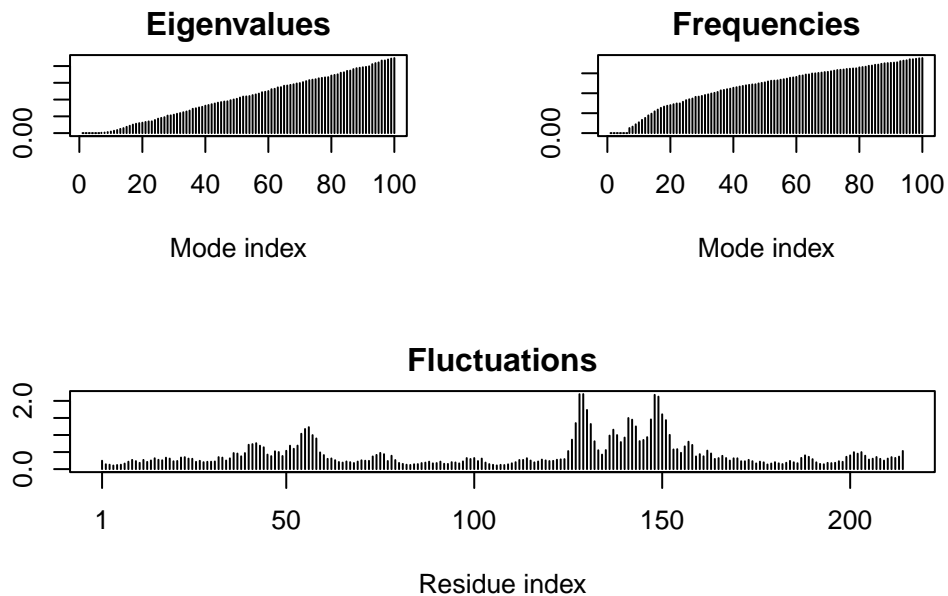 Eigenvalues
0.00
0 20 40 60 80 100
Mode index
Frequencies
0.00
0 20 40 60 80 100
Mode index
Fluctuations
2.0
0.0
1 50 100 150 200
Residue index